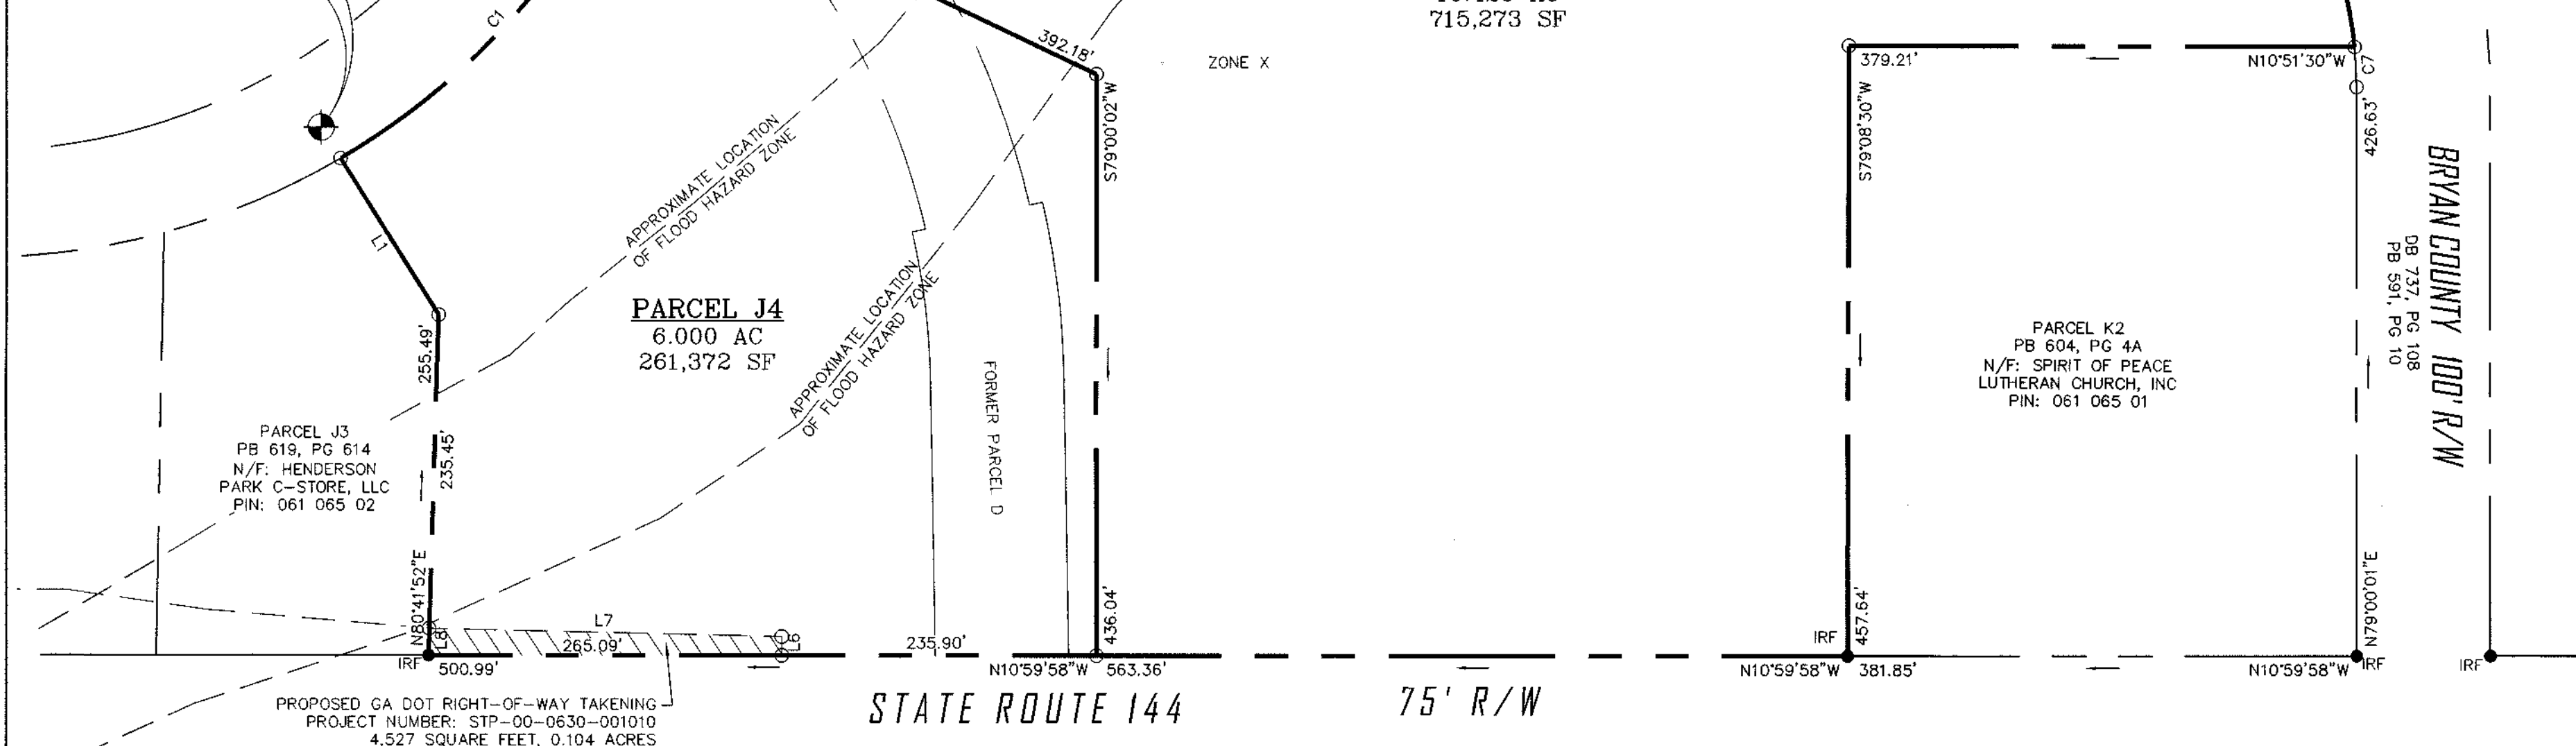 C1
392.18'
715,273 SF
ZONE X
379.21'
N10°51'30"W
C7
426.63'
S79°00'02"W
S79°08'30"W
APPROXIMATE LOCATION
OF FLOOD HAZARD ZONE
L1
BRYAN COUNTY 100' R/W
DB 737, PG 108
PB 591, PG 10
PARCEL J4
6.000 AC
261,372 SF
APPROXIMATE LOCATION
OF FLOOD HAZARD ZONE
255.49'
235.45'
FORMER PARCEL D
PARCEL K2
PB 604, PG 4A
N/F: SPIRIT OF PEACE
LUTHERAN CHURCH, INC
PIN: 061 065 01
PARCEL J3
PB 619, PG 614
N/F: HENDERSON
PARK C-STORE, LLC
PIN: 061 065 02
N80°41'52"E
L8
L7
265.09'
L6
235.90'
436.04'
457.64'
N79°00'01"E
IRF
500.99'
N10°59'58"W
563.36'
IRF
N10°59'58"W
381.85'
N10°59'58"W
IRF
IRF
PROPOSED GA DOT RIGHT-OF-WAY TAKENING
PROJECT NUMBER: STP-00-0630-001010
4,527 SQUARE FEET, 0.104 ACRES
STATE ROUTE 144
75' R/W